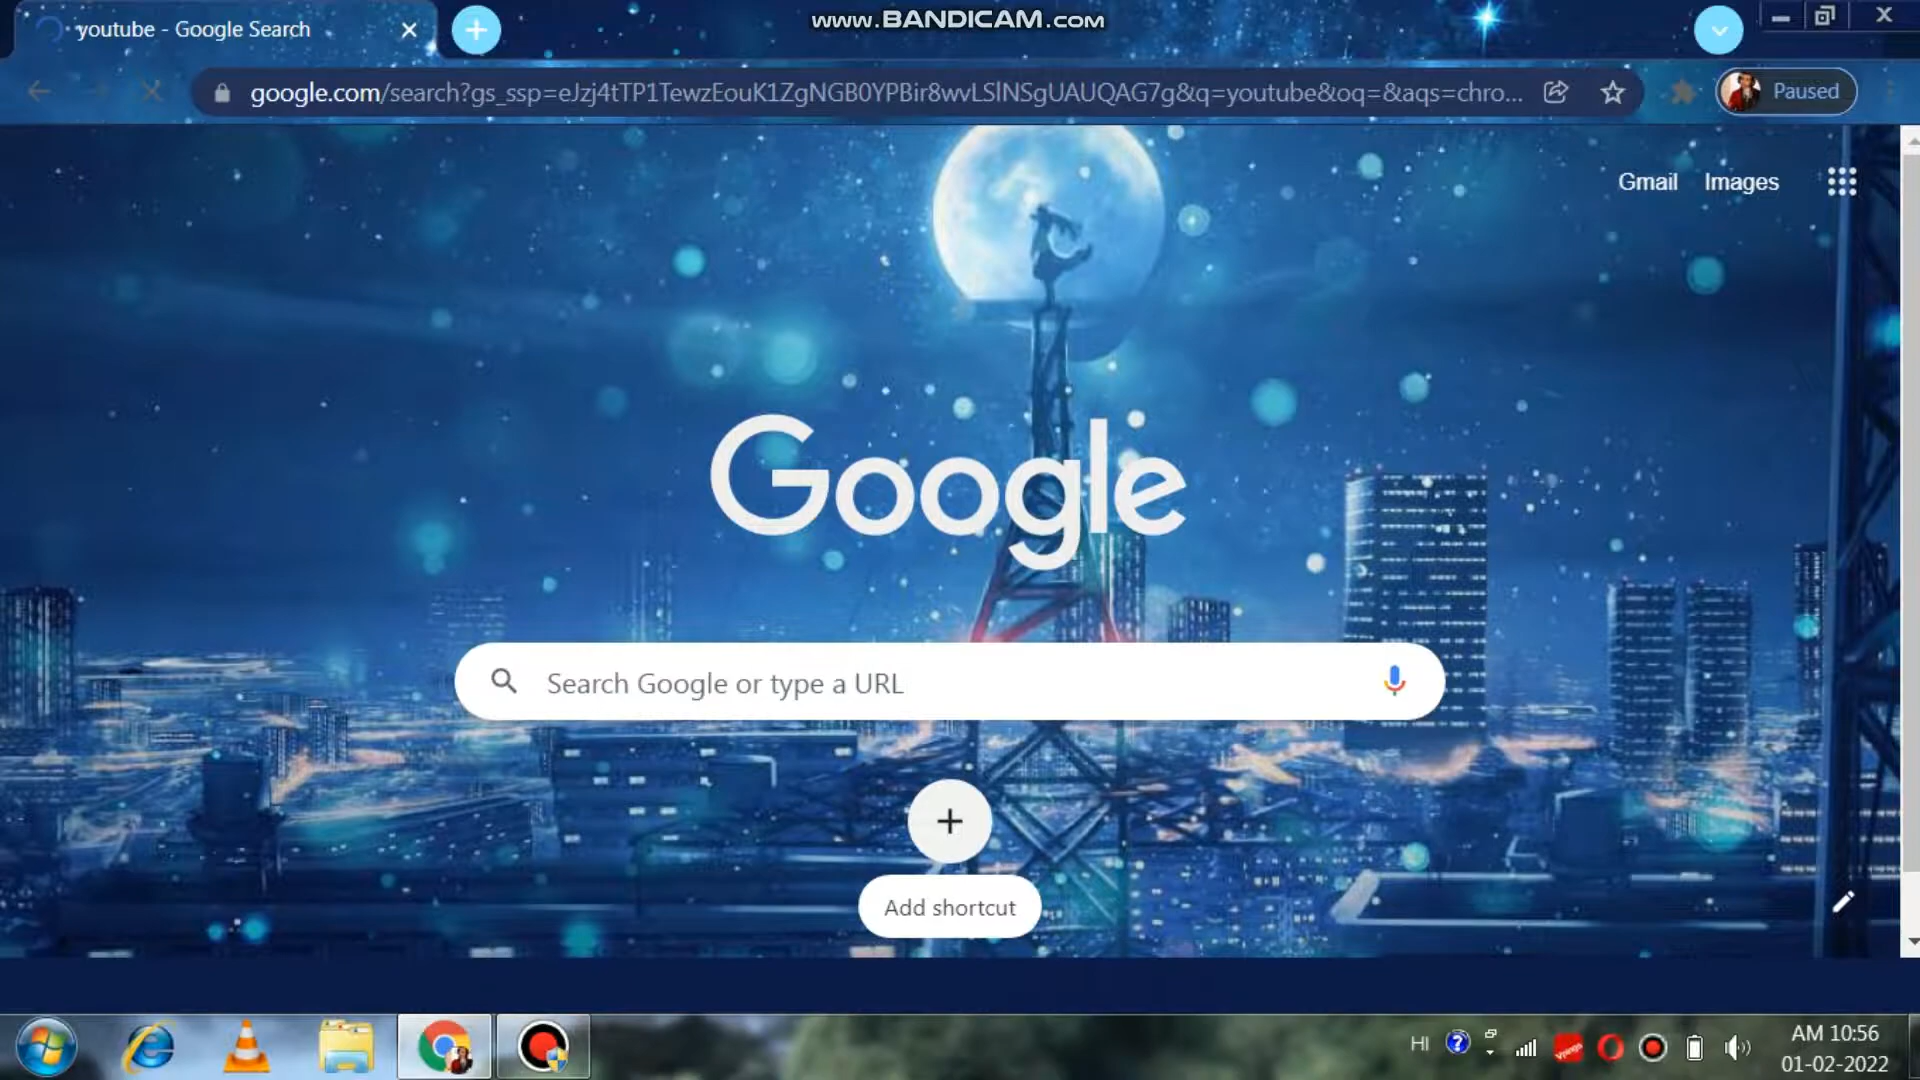 youtube - Google Search
www.BANDICAM.com
google.com/search?gs_ssp=eJzj4tTP1TewzEouK1ZgNGB0YPBir8wvLSlNSgUAUQAG7g&q=youtube&oq=&aqs=chro...
Paused
Gmail Images
Google
Search Google or type a URL
Add shortcut
HI
AM 10:56
01-02-2022